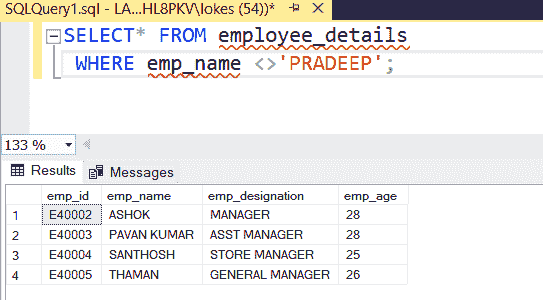 SQLQuery1.sql - LA...HL8PKV\lokes (54))*
SELECT* FROM employee_details
WHERE emp_name <>'PRADEEP';
133 %
Results Messages
emp_id emp_name emp_designation emp_age
1 E40002 ASHOK MANAGER 28
2 E40003 PAVAN KUMAR ASST MANAGER 28
3 E40004 SANTHOSH STORE MANAGER 25
4 E40005 THAMAN GENERAL MANAGER 26